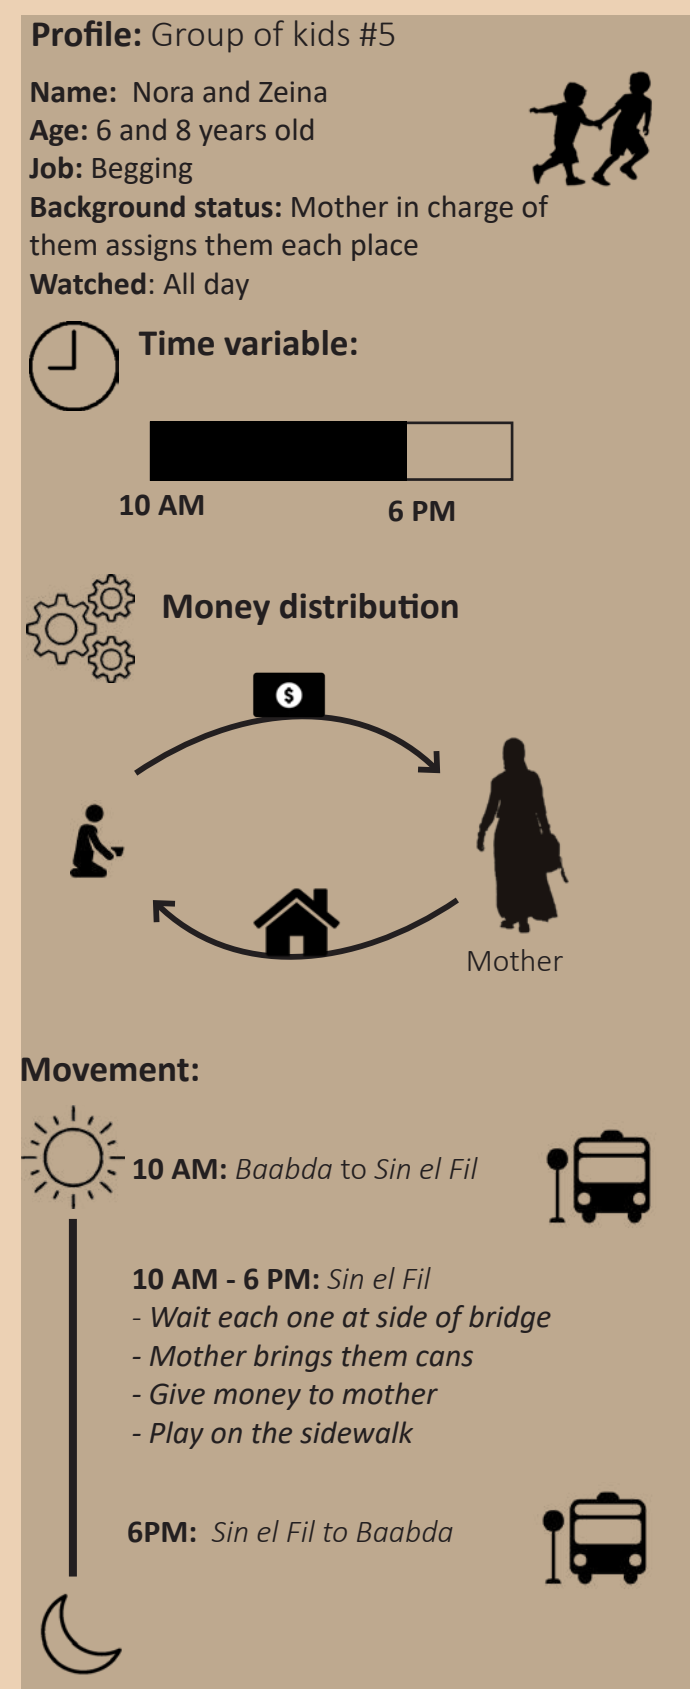 Profile: Group of kids #5
Name: Nora and Zeina
Age: 6 and 8 years old
Job: Begging
Background status: Mother in charge of
them assigns them each place
Watched: All day
Time variable:
10 AM
6 PM
Money distribution
$
Mother
Movement:
10 AM: Baabda to Sin el Fil
10 AM - 6 PM: Sin el Fil
- Wait each one at side of bridge
- Mother brings them cans
- Give money to mother
- Play on the sidewalk
6PM: Sin el Fil to Baabda